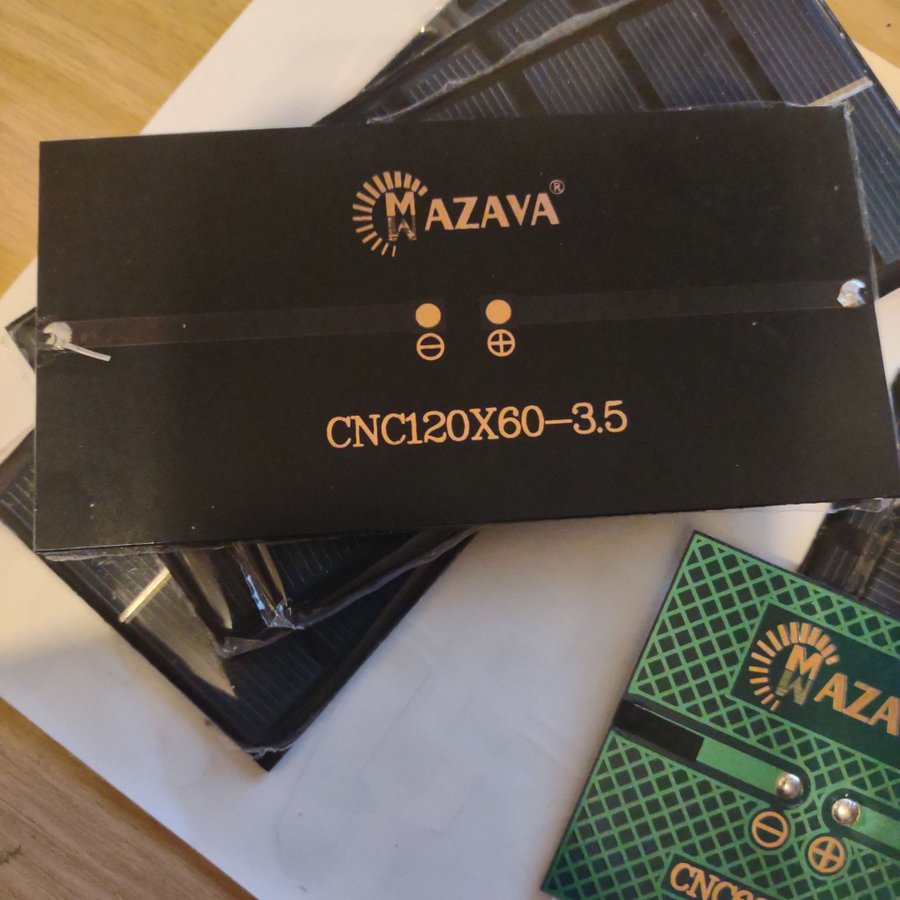 MAZAVA®
⊖ ⊕
CNC120X60-3.5
MAZA
⊖ ⊕